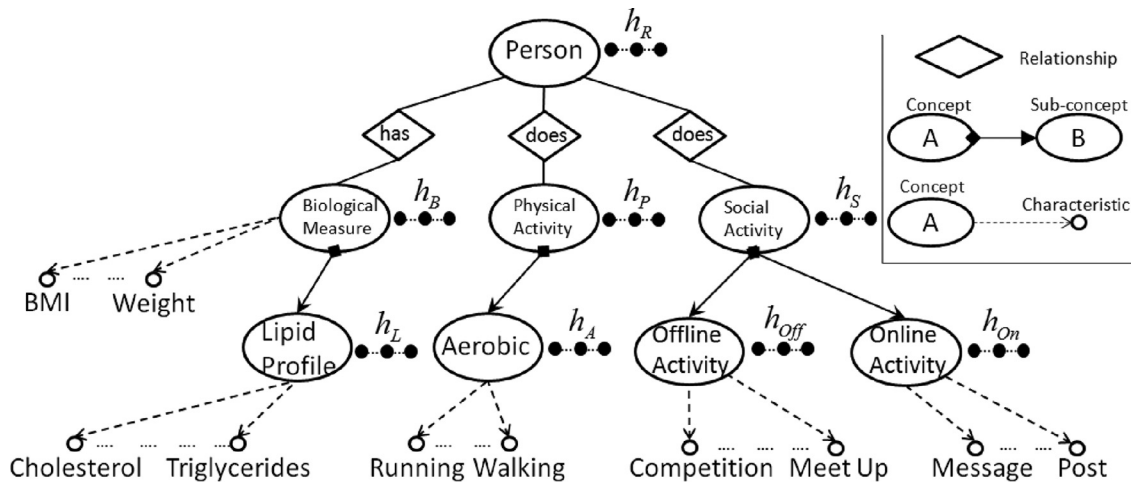 Person
h_R
has
does
does
Biological
Measure
h_B
Physical
Activity
h_P
Social
Activity
h_S
BMI
.... ....
Weight
Lipid
Profile
h_L
Aerobic
h_A
Offline
Activity
h_Off
Online
Activity
h_On
Cholesterol
.... .... .... ....
Triglycerides
Running
....
Walking
Competition
.... .... ....
Meet Up
Message
.... ....
Post
Relationship
Concept
Sub-concept
A
B
Concept
A
Characteristic